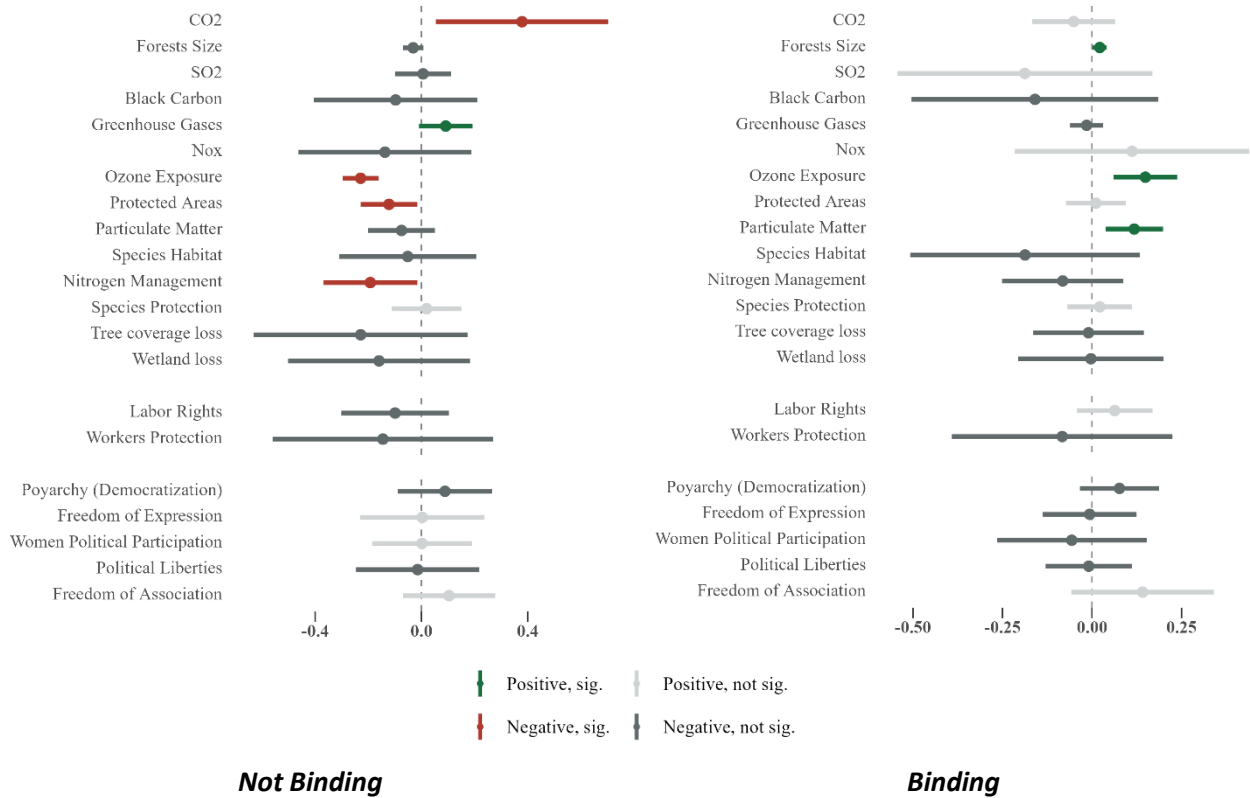 CO2
Forests Size
SO2
Black Carbon
Greenhouse Gases
Nox
Ozone Exposure
Protected Areas
Particulate Matter
Species Habitat
Nitrogen Management
Species Protection
Tree coverage loss
Wetland loss
Labor Rights
Workers Protection
Poyarchy (Democratization)
Freedom of Expression
Women Political Participation
Political Liberties
Freedom of Association
-0.4 0.0 0.4
CO2
Forests Size
SO2
Black Carbon
Greenhouse Gases
Nox
Ozone Exposure
Protected Areas
Particulate Matter
Species Habitat
Nitrogen Management
Species Protection
Tree coverage loss
Wetland loss
Labor Rights
Workers Protection
Poyarchy (Democratization)
Freedom of Expression
Women Political Participation
Political Liberties
Freedom of Association
-0.50 -0.25 0.00 0.25
Positive, sig. Positive, not sig.
Negative, sig. Negative, not sig.
Not Binding Binding